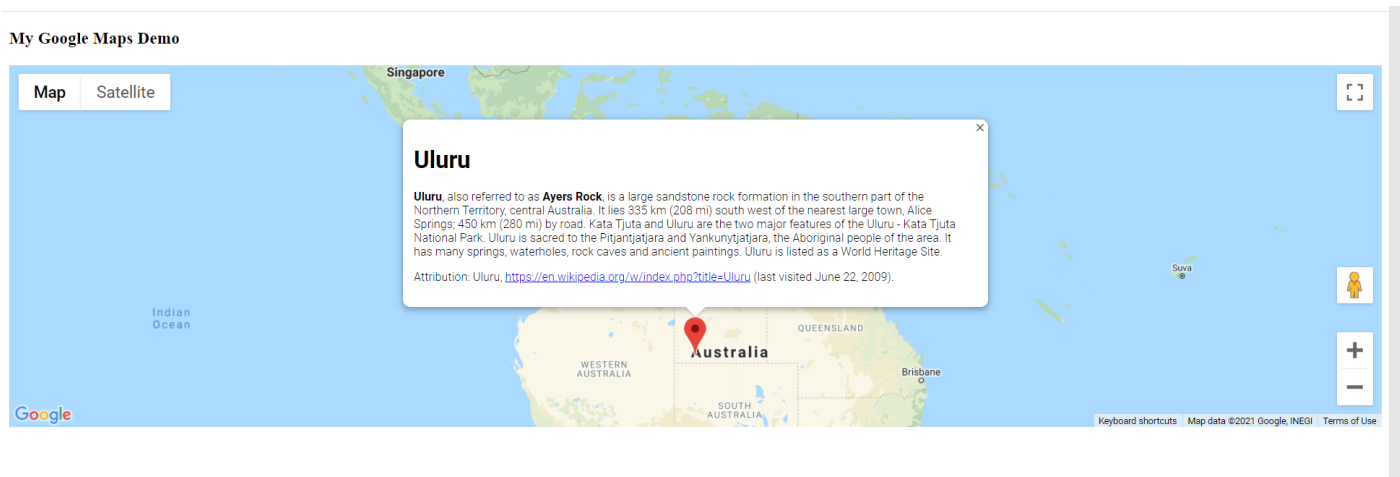 My Google Maps Demo
Map
Satellite
Singapore
Uluru
Uluru, also referred to as Ayers Rock, is a large sandstone rock formation in the southern part of the
Northern Territory, central Australia. It lies 335 km (208 mi) south west of the nearest large town, Alice
Springs; 450 km (280 mi) by road. Kata Tjuta and Uluru are the two major features of the Uluru - Kata Tjuta
National Park. Uluru is sacred to the Pitjantjatjara and Yankunytjatjara, the Aboriginal people of the area. It
has many springs, waterholes, rock caves and ancient paintings. Uluru is listed as a World Heritage Site.
Attribution: Uluru, https://en.wikipedia.org/w/index.php?title=Uluru (last visited June 22, 2009).
Suva
Indian
Ocean
QUEENSLAND
Australia
WESTERN
AUSTRALIA
Brisbane
SOUTH
AUSTRALIA
Google
Keyboard shortcuts
Map data ©2021 Google, INEGI
Terms of Use